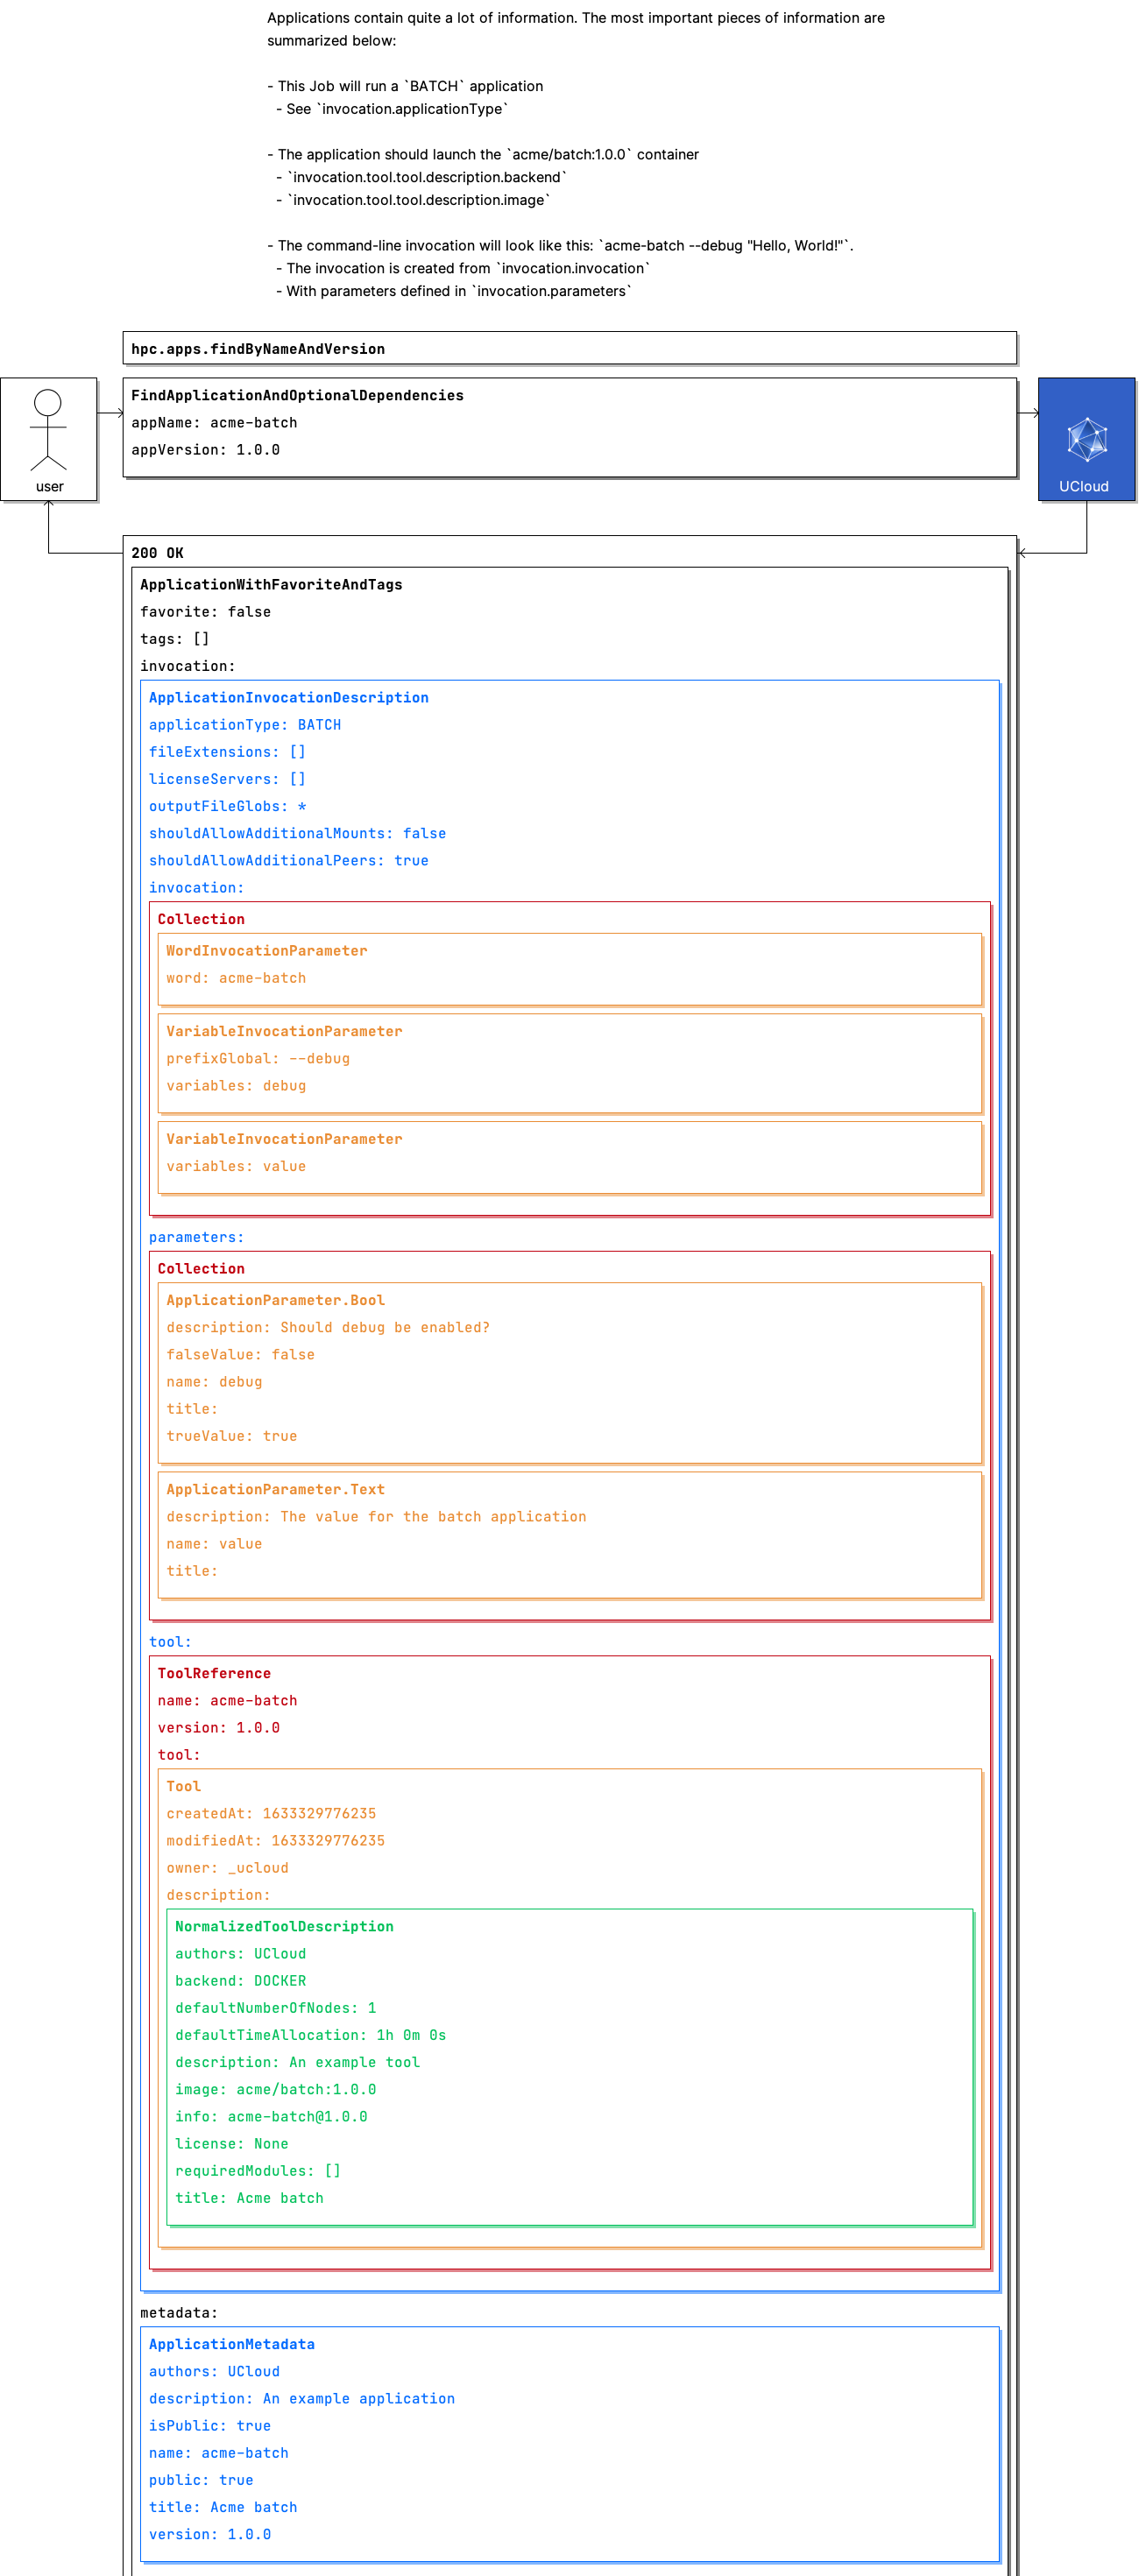 Applications contain quite a lot of information. The most important pieces of information are
summarized below:
- This Job will run a `BATCH` application
- See `invocation.applicationType`
- The application should launch the `acme/batch:1.0.0` container
- `invocation.tool.tool.description.backend`
- `invocation.tool.tool.description.image`
- The command-line invocation will look like this: `acme-batch --debug "Hello, World!"`.
- The invocation is created from `invocation.invocation`
- With parameters defined in `invocation.parameters`
hpc.apps.findByNameAndVersion
FindApplicationAndOptionalDependencies
appName: acme-batch
appVersion: 1.0.0
user
UCloud
200 OK
ApplicationWithFavoriteAndTags
favorite: false
tags: []
invocation:
ApplicationInvocationDescription
applicationType: BATCH
fileExtensions: []
licenseServers: []
outputFileGlobs: *
shouldAllowAdditionalMounts: false
shouldAllowAdditionalPeers: true
invocation:
Collection
WordInvocationParameter
word: acme-batch
VariableInvocationParameter
prefixGlobal: --debug
variables: debug
VariableInvocationParameter
variables: value
parameters:
Collection
ApplicationParameter.Bool
description: Should debug be enabled?
falseValue: false
name: debug
title:
trueValue: true
ApplicationParameter.Text
description: The value for the batch application
name: value
title:
tool:
ToolReference
name: acme-batch
version: 1.0.0
tool:
Tool
createdAt: 1633329776235
modifiedAt: 1633329776235
owner: _ucloud
description:
NormalizedToolDescription
authors: UCloud
backend: DOCKER
defaultNumberOfNodes: 1
defaultTimeAllocation: 1h 0m 0s
description: An example tool
image: acme/batch:1.0.0
info: acme-batch@1.0.0
license: None
requiredModules: []
title: Acme batch
metadata:
ApplicationMetadata
authors: UCloud
description: An example application
isPublic: true
name: acme-batch
public: true
title: Acme batch
version: 1.0.0